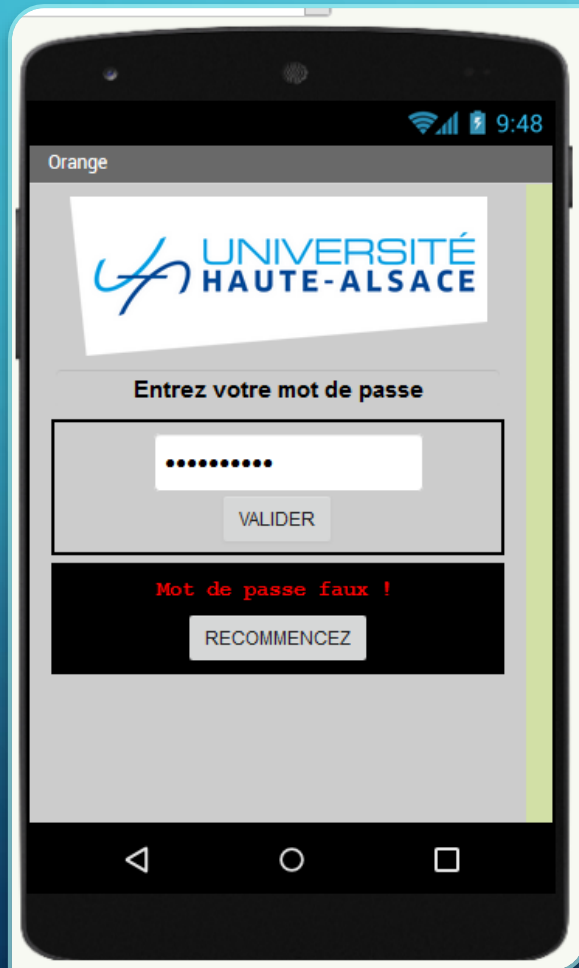 9:48
Orange
UNIVERSITÉ
HAUTE-ALSACE
Entrez votre mot de passe
••••••••••
VALIDER
Mot de passe faux !
RECOMMENCEZ